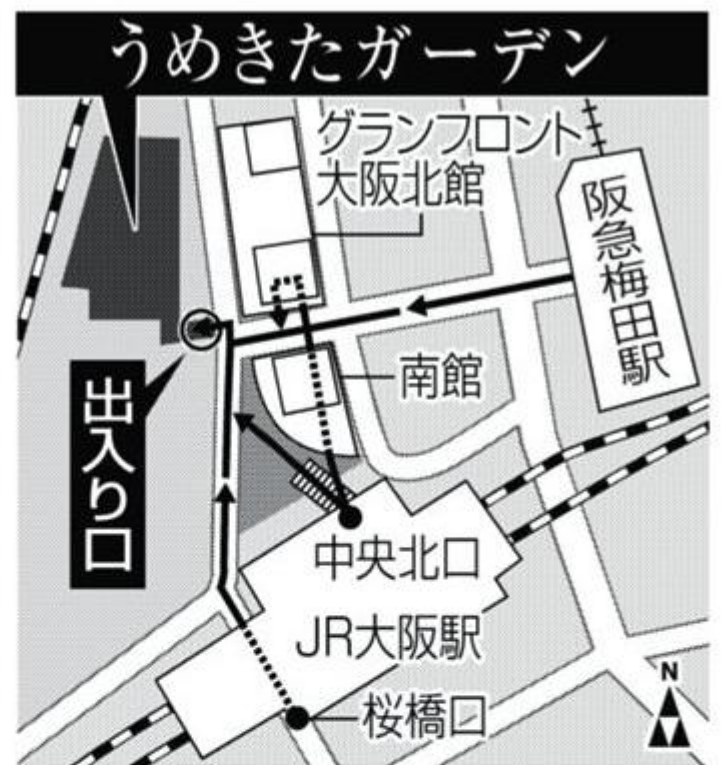 うめきたガーデン
グランフロント
大阪北館
阪急梅田駅
南館
出入り口
中央北口
JR大阪駅
桜橋口
N